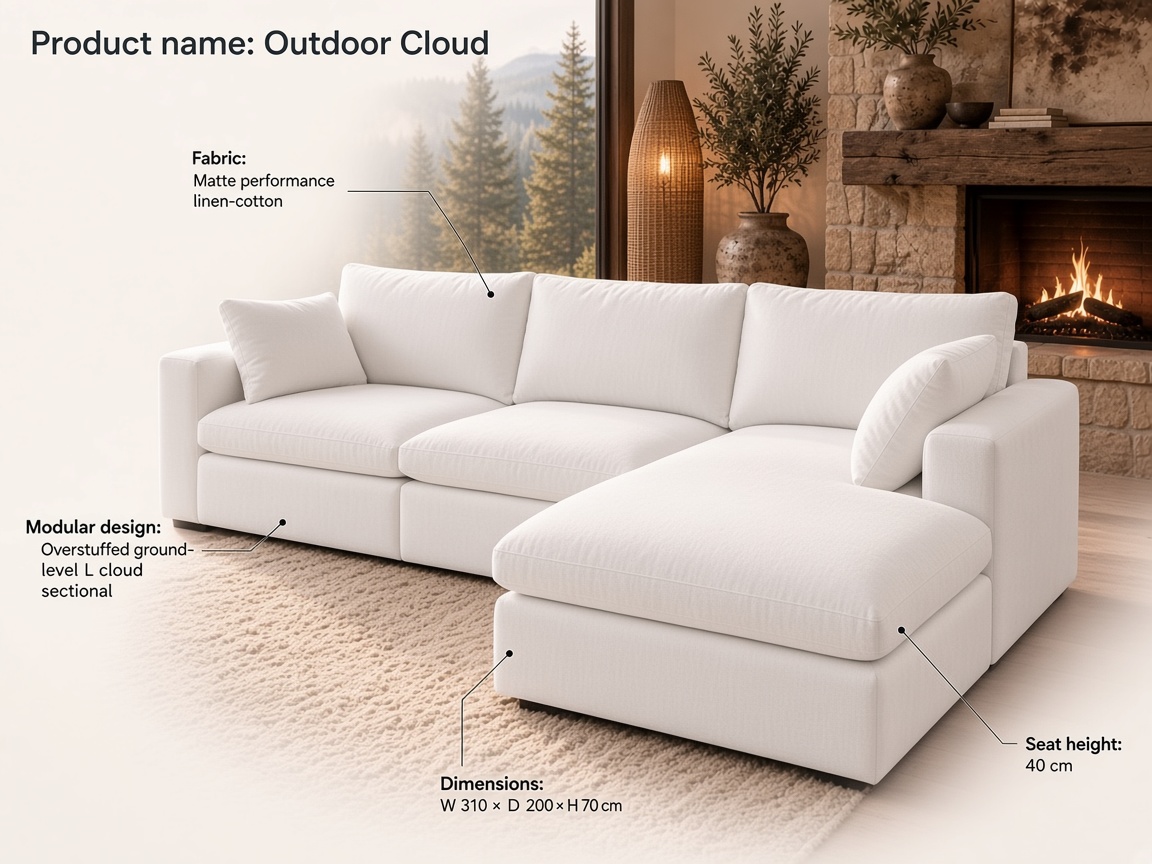 Product name: Outdoor Cloud
Fabric:
Matte performance
linen-cotton
Modular design:
Overstuffed ground-
level L cloud
sectional
Dimensions:
W 310 × D 200 × H 70 cm
Seat height:
40 cm